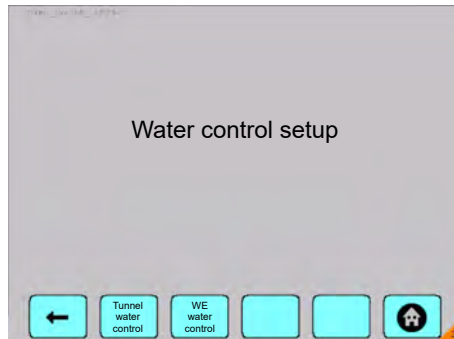 Water control setup
Tunnel
water
control
WE
water
control